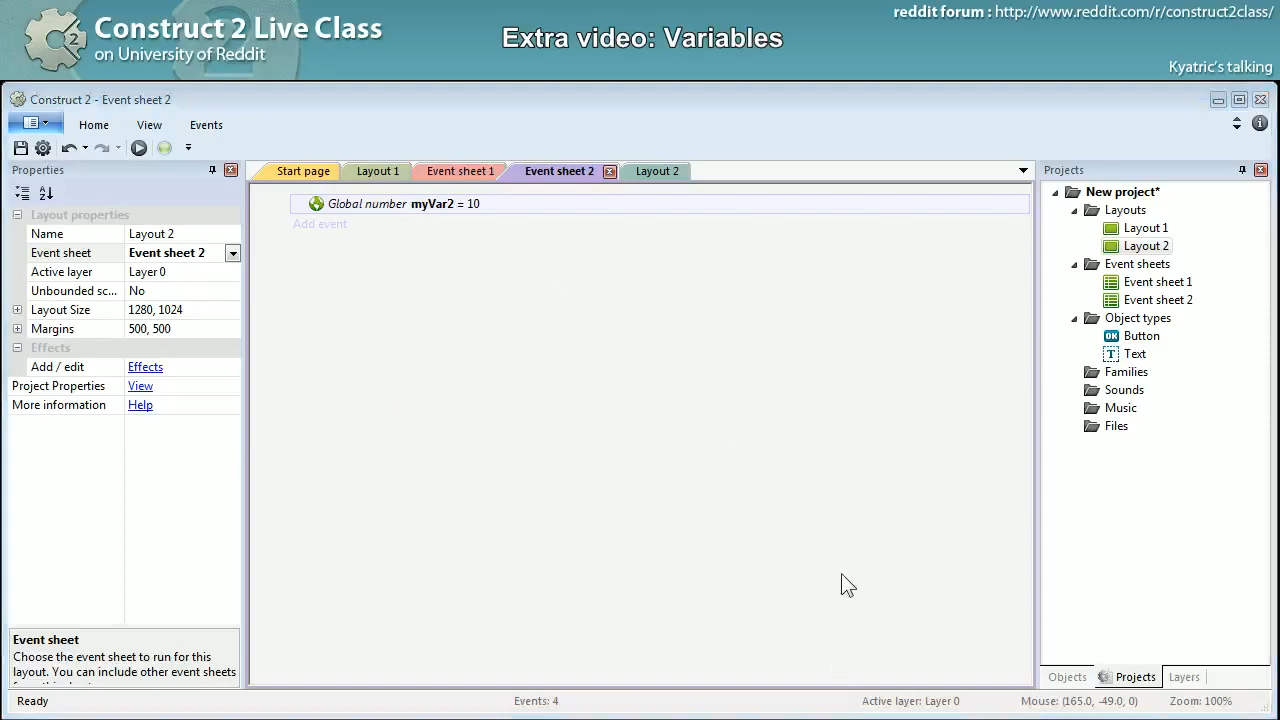 Construct 2 Live Class
on University of Reddit
Extra video: Variables
reddit forum : http://www.reddit.com/r/construct2class/
Kyatric's talking
Construct 2 - Event sheet 2
Home View Events
Properties
Layout properties
Name Layout 2
Event sheet Event sheet 2
Active layer Layer 0
Unbounded sc... No
Layout Size 1280, 1024
Margins 500, 500
Effects
Add / edit Effects
Project Properties View
More information Help
Event sheet
Choose the event sheet to run for this
layout. You can include other event sheets
Start page Layout 1 Event sheet 1 Event sheet 2 Layout 2
Global number myVar2 = 10
Add event
Projects
New project*
Layouts
Layout 1
Layout 2
Event sheets
Event sheet 1
Event sheet 2
Object types
OK Button
T Text
Families
Sounds
Music
Files
Objects Projects Layers
Ready Events: 4 Active layer: Layer 0 Mouse: (165.0, -49.0, 0) Zoom: 100%